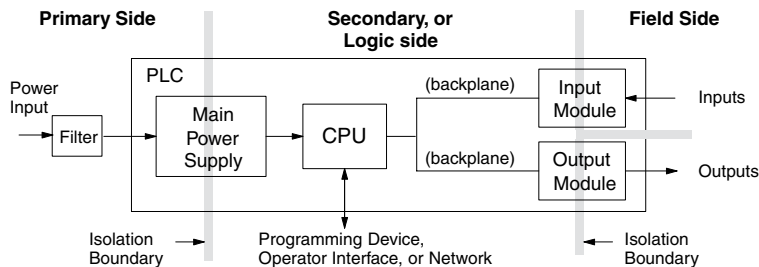 Primary Side
Secondary, or
Logic side
Field Side
PLC
Power
Input
Filter
Main
Power
Supply
CPU
(backplane)
(backplane)
Input
Module
Output
Module
Inputs
Outputs
Isolation
Boundary
Programming Device,
Operator Interface, or Network
Isolation
Boundary